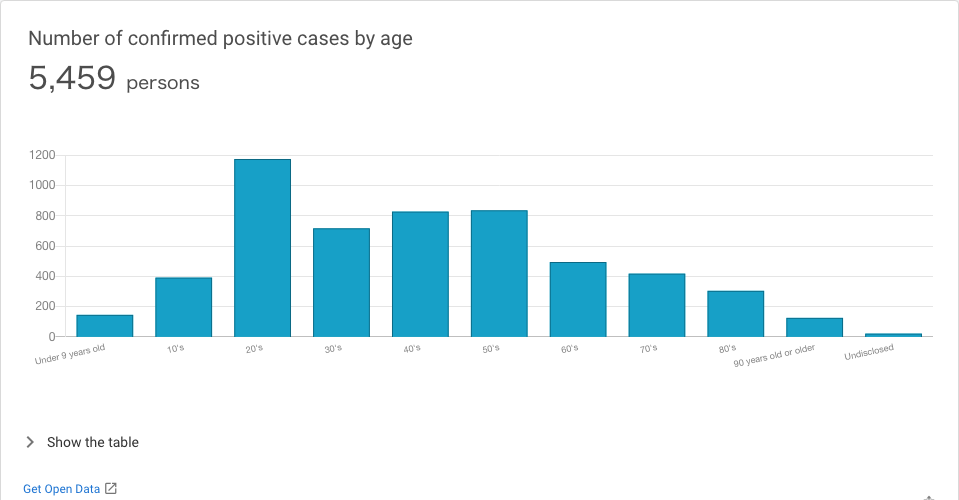 Number of confirmed positive cases by age
5,459 persons
1200
1000
800
600
400
200
0
Under 9 years old
10's
20's
30's
40's
50's
60's
70's
80's
90 years old or older
Undisclosed
Show the table
Get Open Data